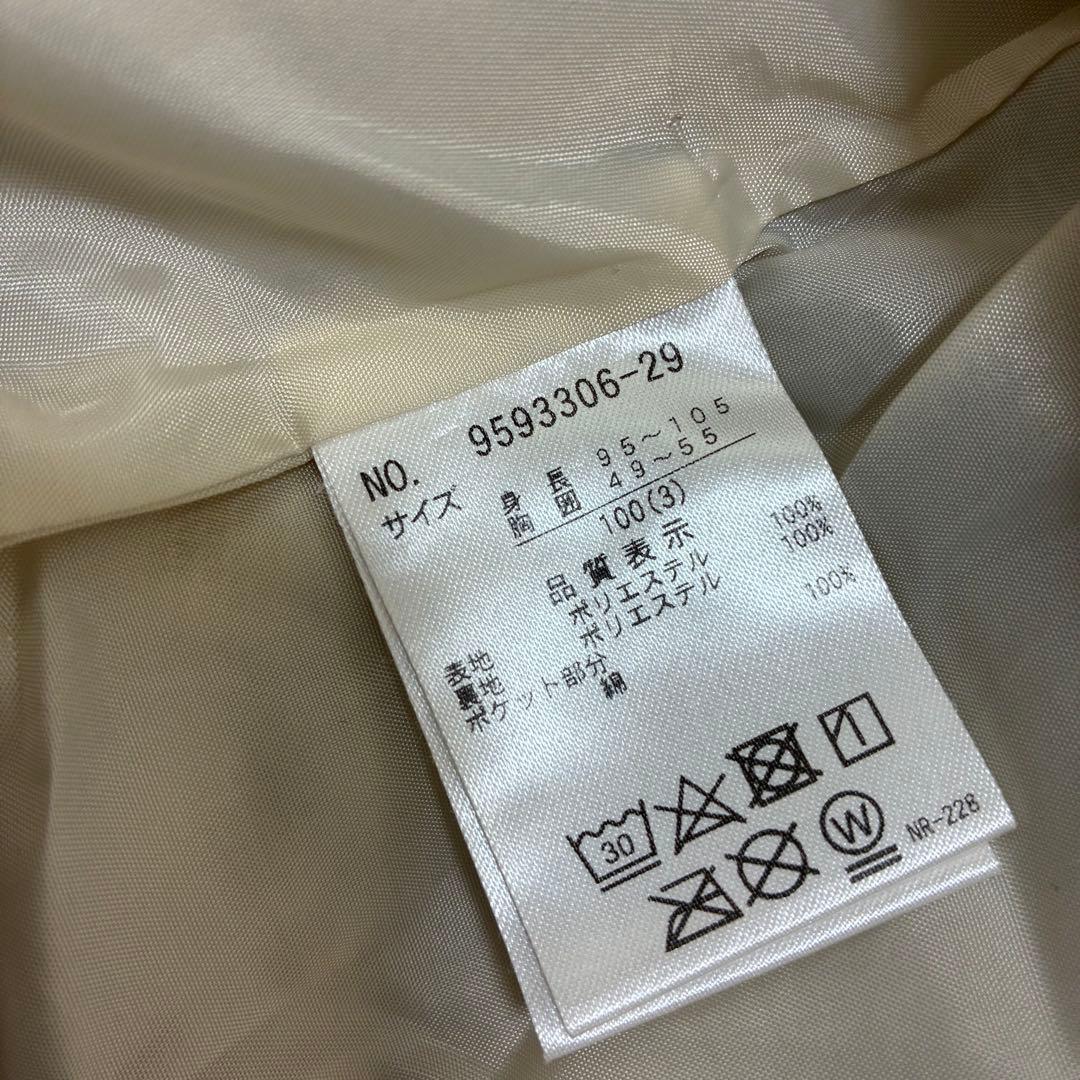 NO. 9593306-29
サイズ 身長 95～105
胸囲 49～55
100(3)
品質表示
表地 ポリエステル 100%
裏地 ポリエステル 100%
ポケット部分
綿 100%
30
W
NR-228